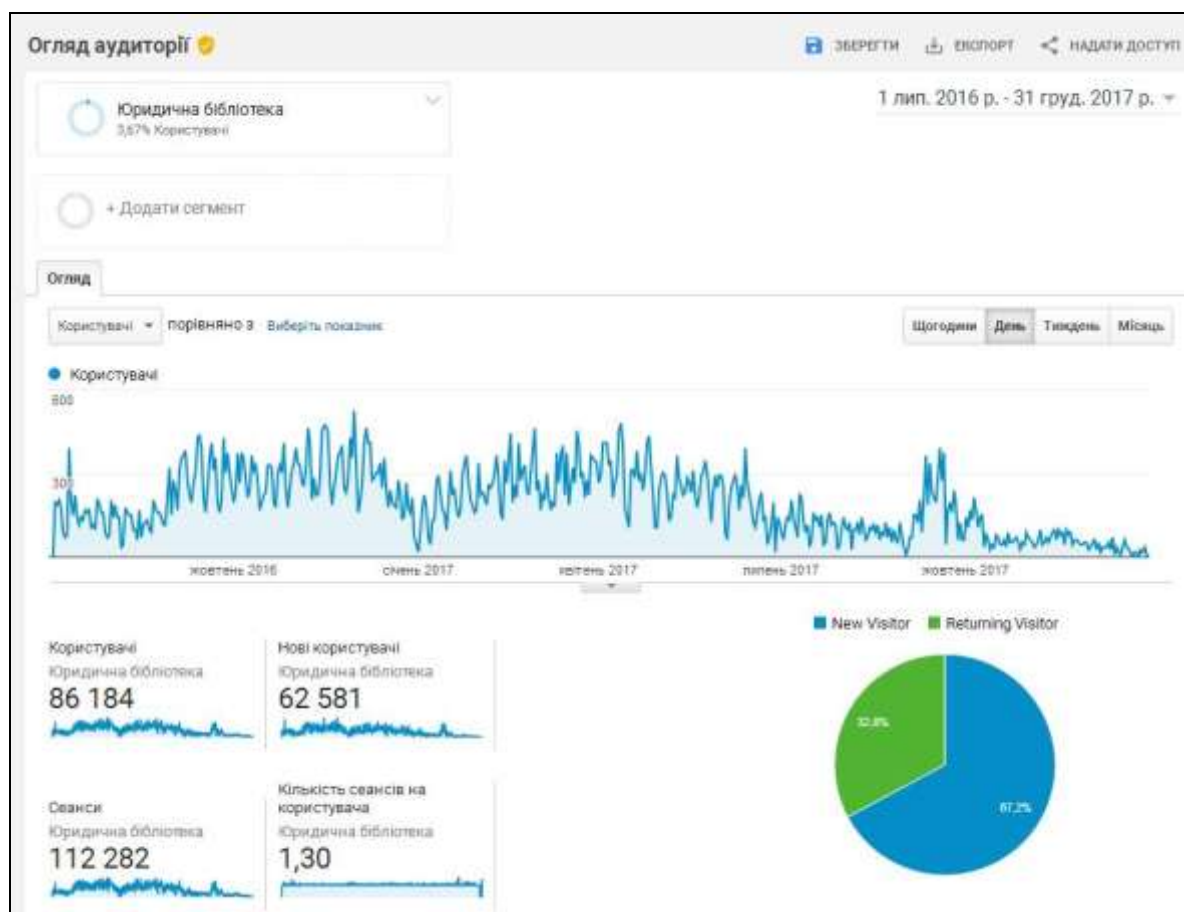 Огляд аудиторії
ЗБЕРЕГТИ ЕКСПОРТ НАДАТИ ДОСТУП
Юридична бібліотека
3,67% Користувачі
1 лип. 2016 р. - 31 груд. 2017 р.
+ Додати сегмент
Огляд
Користувачі порівняно з Виберіть показник
Щогодини День Тиждень Місяць
Користувачі
600
300
жовтень 2016 січень 2017 квітень 2017 липень 2017 жовтень 2017
New Visitor Returning Visitor
Користувачі
Юридична бібліотека
86 184
Нові користувачі
Юридична бібліотека
62 581
32,8%
67,2%
Сеанси
Юридична бібліотека
112 282
Кількість сеансів на
користувача
Юридична бібліотека
1,30